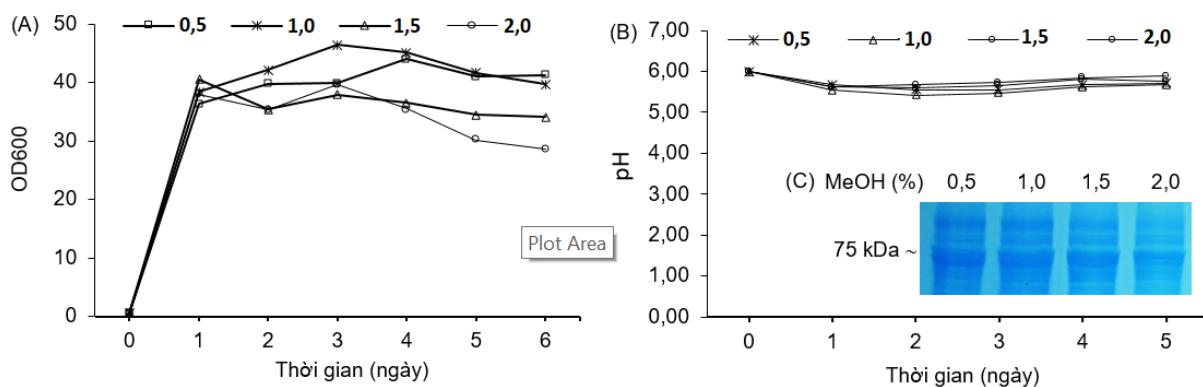 (A)
0,5 1,0 1,5 2,0
50
40
30
20
10
0
OD600
0 1 2 3 4 5 6
Thời gian (ngày)
Plot Area
(B)
0,5 1,0 1,5 2,0
7,00
6,00
5,00
4,00
3,00
2,00
1,00
0,00
pH
0 1 2 3 4 5
Thời gian (ngày)
(C) MeOH (%) 0,5 1,0 1,5 2,0
75 kDa ~